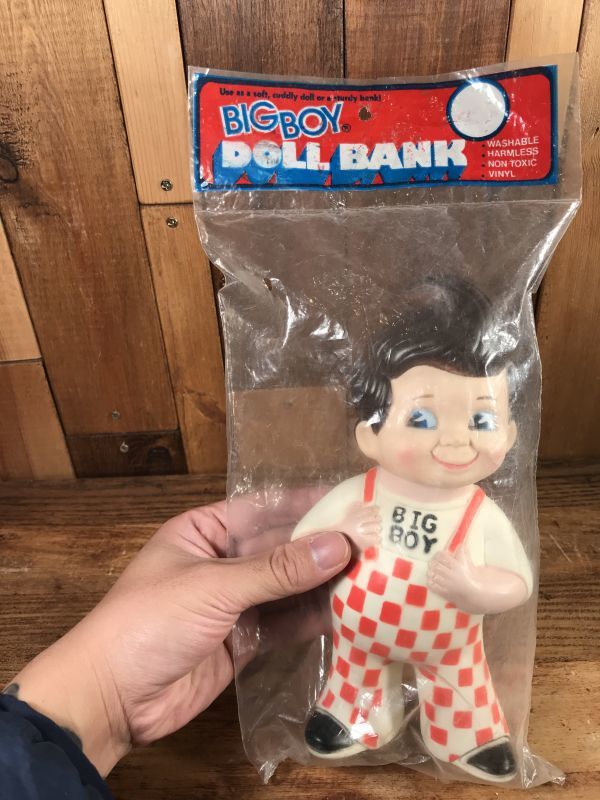 Use as a soft, cuddly doll or a sturdy bank!
BIG BOY®
DOLL BANK
• WASHABLE
• HARMLESS
• NON-TOXIC
VINYL
BIG
BOY